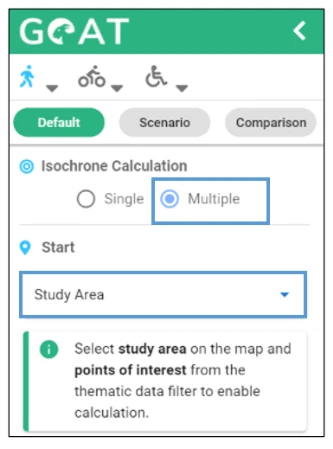 GOAT
Default Scenario Comparison
Isochrone Calculation
Single Multiple
Start
Study Area
Select study area on the map and
points of interest from the
thematic data filter to enable
calculation.